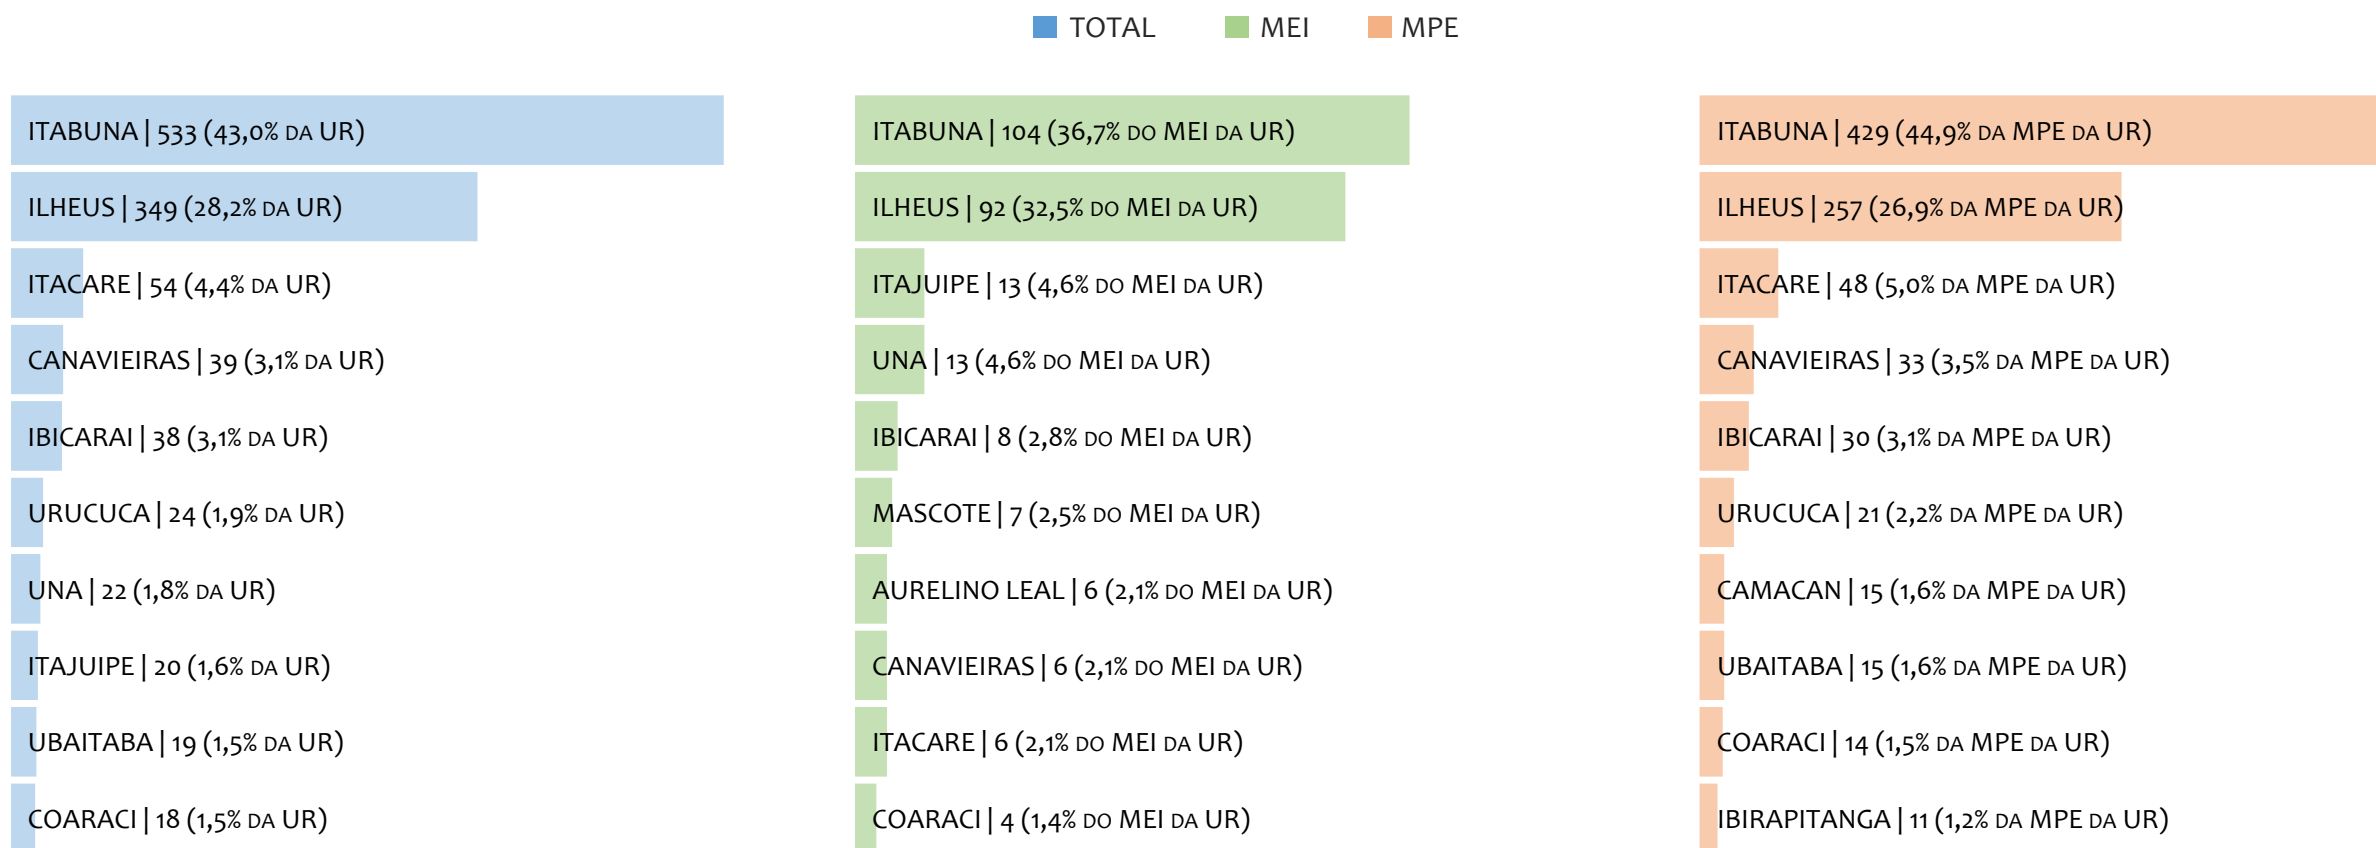 TOTAL MEI MPE
ITABUNA | 533 (43,0% DA UR)
ILHEUS | 349 (28,2% DA UR)
ITACARE | 54 (4,4% DA UR)
CANAVIEIRAS | 39 (3,1% DA UR)
IBICARAI | 38 (3,1% DA UR)
URUCUCA | 24 (1,9% DA UR)
UNA | 22 (1,8% DA UR)
ITAJUIPE | 20 (1,6% DA UR)
UBAITABA | 19 (1,5% DA UR)
COARACI | 18 (1,5% DA UR)
ITABUNA | 104 (36,7% DO MEI DA UR)
ILHEUS | 92 (32,5% DO MEI DA UR)
ITAJUIPE | 13 (4,6% DO MEI DA UR)
UNA | 13 (4,6% DO MEI DA UR)
IBICARAI | 8 (2,8% DO MEI DA UR)
MASCOTE | 7 (2,5% DO MEI DA UR)
AURELINO LEAL | 6 (2,1% DO MEI DA UR)
CANAVIEIRAS | 6 (2,1% DO MEI DA UR)
ITACARE | 6 (2,1% DO MEI DA UR)
COARACI | 4 (1,4% DO MEI DA UR)
ITABUNA | 429 (44,9% DA MPE DA UR)
ILHEUS | 257 (26,9% DA MPE DA UR)
ITACARE | 48 (5,0% DA MPE DA UR)
CANAVIEIRAS | 33 (3,5% DA MPE DA UR)
IBICARAI | 30 (3,1% DA MPE DA UR)
URUCUCA | 21 (2,2% DA MPE DA UR)
CAMACAN | 15 (1,6% DA MPE DA UR)
UBAITABA | 15 (1,6% DA MPE DA UR)
COARACI | 14 (1,5% DA MPE DA UR)
IBIRAPITANGA | 11 (1,2% DA MPE DA UR)